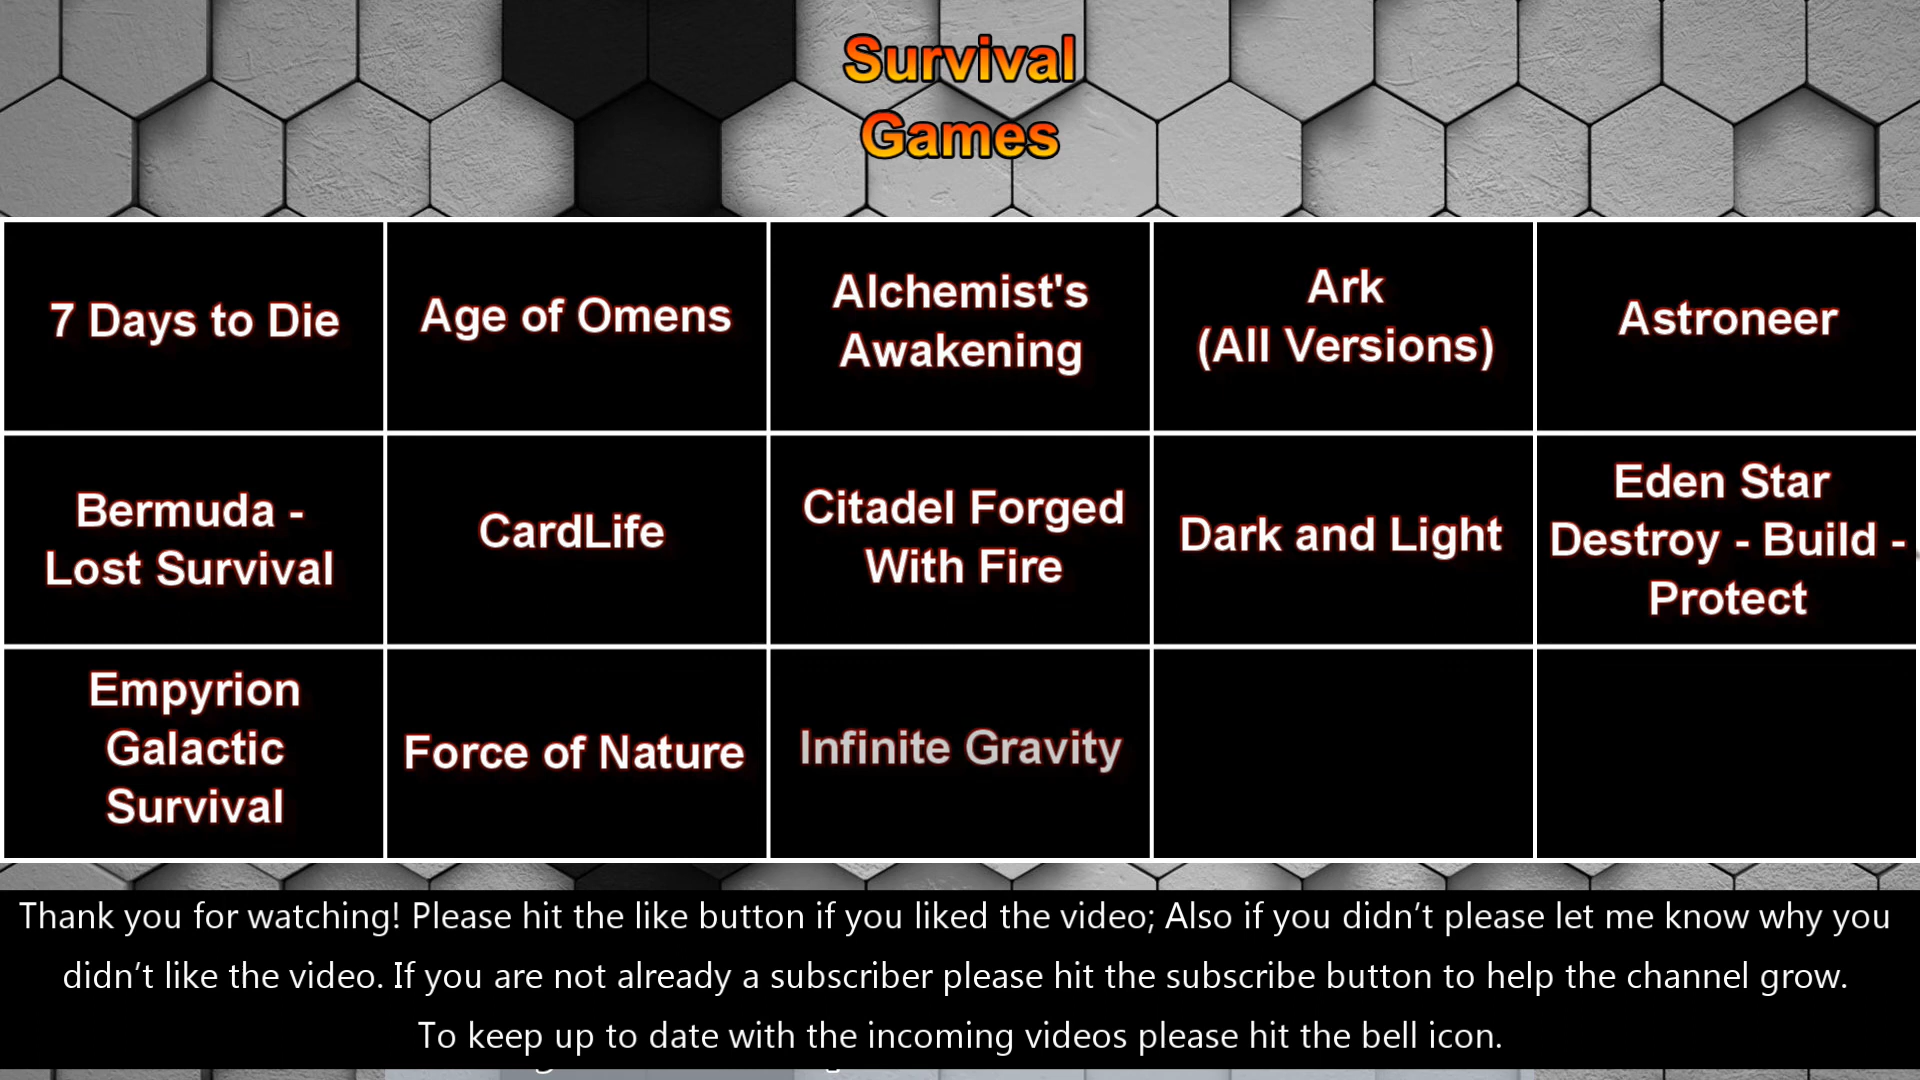 Survival
Games
7 Days to Die
Age of Omens
Alchemist's
Awakening
Ark
(All Versions)
Astroneer
Bermuda -
Lost Survival
CardLife
Citadel Forged
With Fire
Dark and Light
Eden Star
Destroy - Build -
Protect
Empyrion
Galactic
Survival
Force of Nature
Infinite Gravity
Thank you for watching! Please hit the like button if you liked the video; Also if you didn’t please let me know why you
didn’t like the video. If you are not already a subscriber please hit the subscribe button to help the channel grow.
To keep up to date with the incoming videos please hit the bell icon.